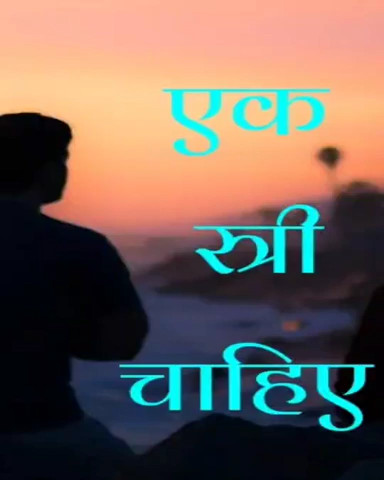 एक
स्त्री
चाहिए